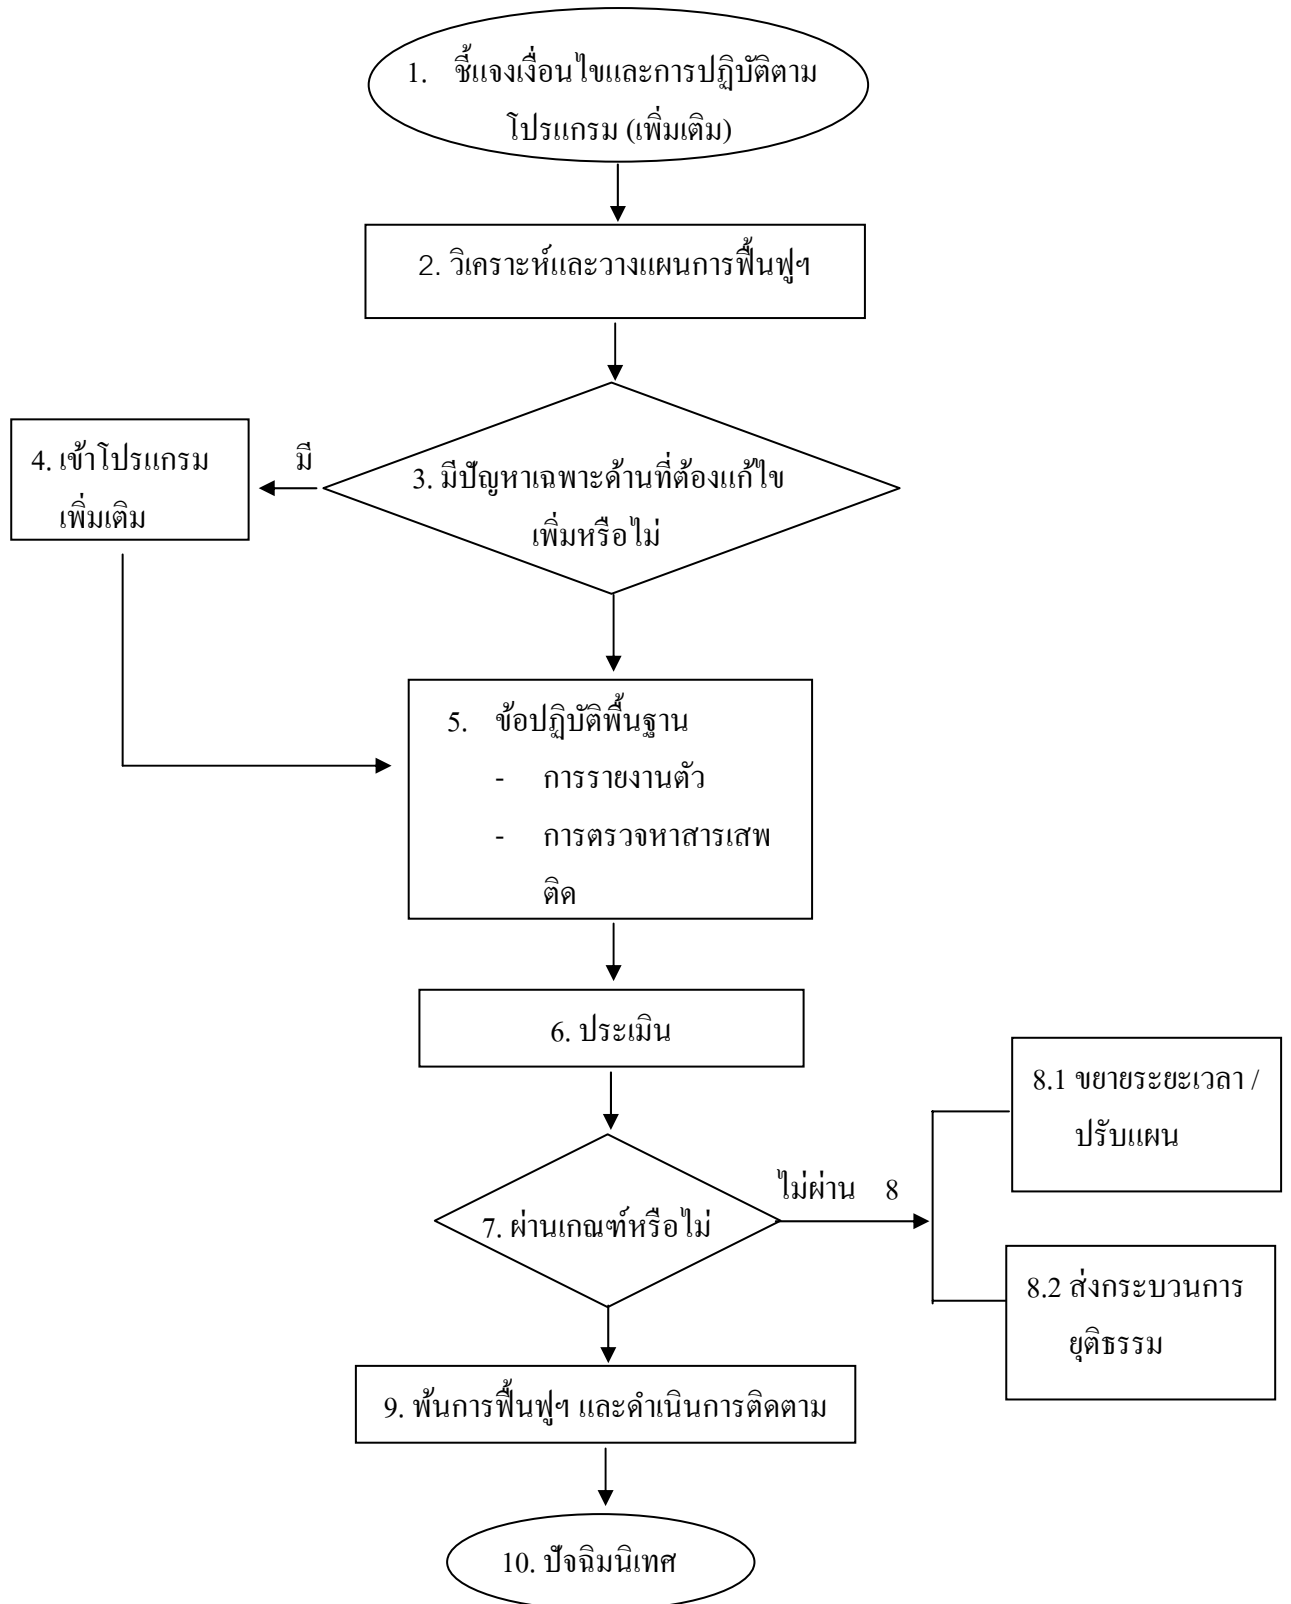 1. ชี้แจงเงื่อนไขและการปฏิบัติตาม
โปรแกรม (เพิ่มเติม)
2. วิเคราะห์และวางแผนการฟื้นฟูฯ
4. เข้าโปรแกรม
เพิ่มเติม
มี
3. มีปัญหาเฉพาะด้านที่ต้องแก้ไข
เพิ่มหรือไม่
5. ข้อปฏิบัติพื้นฐาน
- การรายงานตัว
- การตรวจหาสารเสพ
ติด
6. ประเมิน
7. ผ่านเกณฑ์หรือไม่
ไม่ผ่าน 8
8.1 ขยายระยะเวลา /
ปรับแผน
8.2 ส่งกระบวนการ
ยุติธรรม
9. พ้นการฟื้นฟูฯ และดำเนินการติดตาม
10. ปัจฉิมนิเทศ